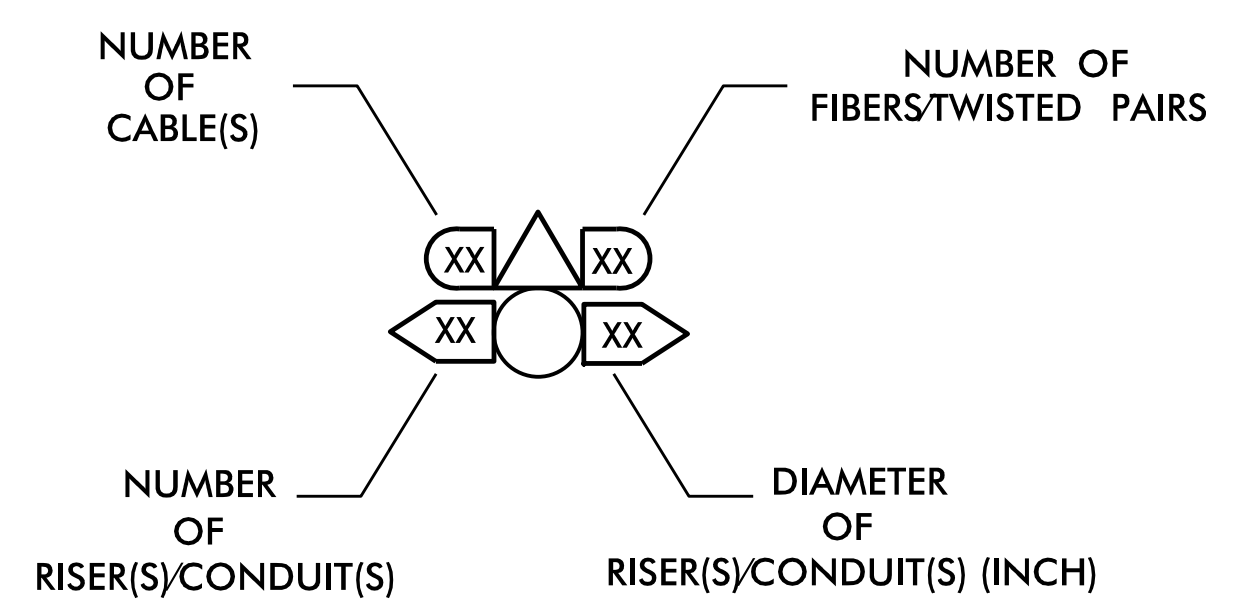 NUMBER
OF
CABLE(S)
NUMBER OF
FIBERS/TWISTED PAIRS
XX
XX
XX
XX
NUMBER
OF
RISER(S)/CONDUIT(S)
DIAMETER
OF
RISER(S)/CONDUIT(S) (INCH)